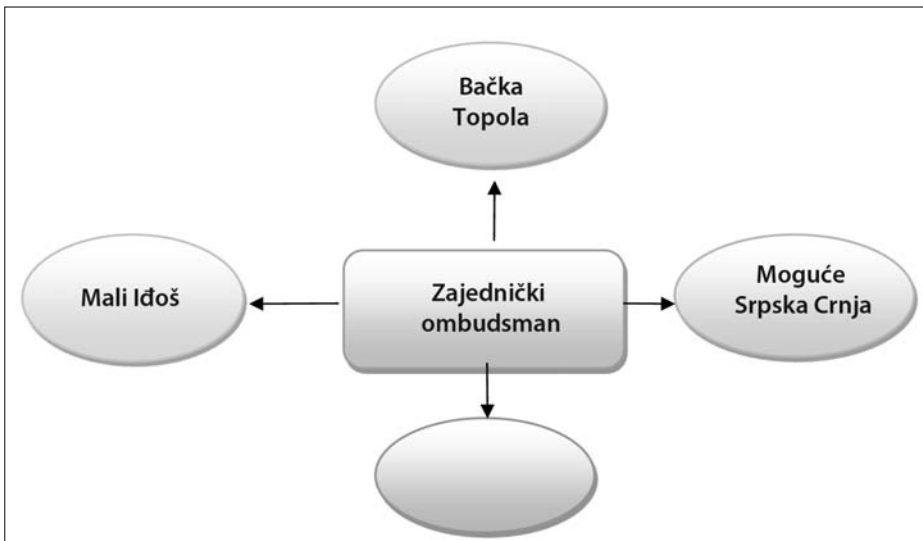 Bačka
Topola
Mali Iđoš
Zajednički
ombudsman
Moguće
Srpska Crnja